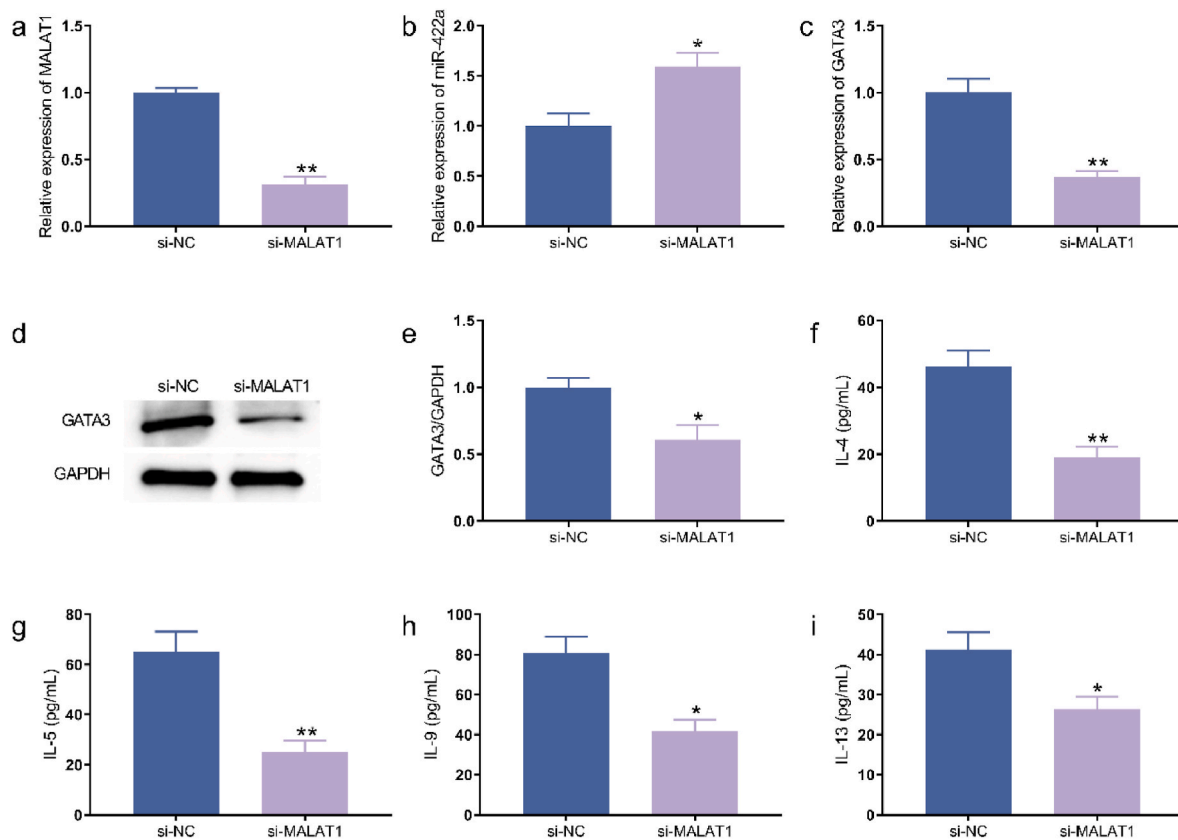 a
Relative expression of MALAT1
1.5
1.0
0.5
0.0
**
si-NC si-MALAT1
b
Relative expression of miR-422a
2.0
1.5
1.0
0.5
0.0
*
si-NC si-MALAT1
c
Relative expression of GATA3
1.5
1.0
0.5
0.0
**
si-NC si-MALAT1
d
si-NC si-MALAT1
GATA3
GAPDH
e
GATA3/GAPDH
1.5
1.0
0.5
0.0
*
si-NC si-MALAT1
f
IL-4 (pg/mL)
60
40
20
0
**
si-NC si-MALAT1
g
IL-5 (pg/mL)
80
60
40
20
0
**
si-NC si-MALAT1
h
IL-9 (pg/mL)
100
80
60
40
20
0
*
si-NC si-MALAT1
i
IL-13 (pg/mL)
50
40
30
20
10
0
*
si-NC si-MALAT1